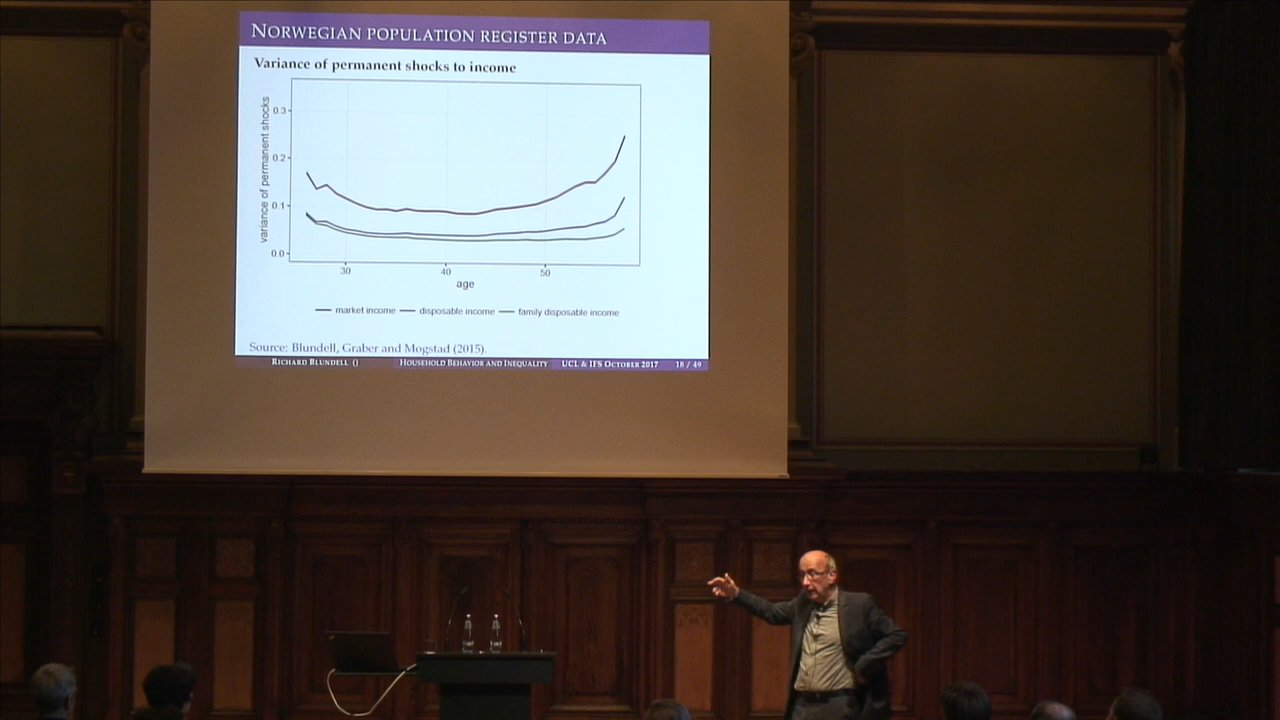 NORWEGIAN POPULATION REGISTER DATA
Variance of permanent shocks to income
variance of permanent shocks
0.3
0.2
0.1
0.0
30 40 50
age
market income disposable income family disposable income
Source: Blundell, Graber and Mogstad (2015).
RICHARD BLUNDELL () HOUSEHOLD BEHAVIOR AND INEQUALITY UCL & IFS OCTOBER 2017 18 / 49